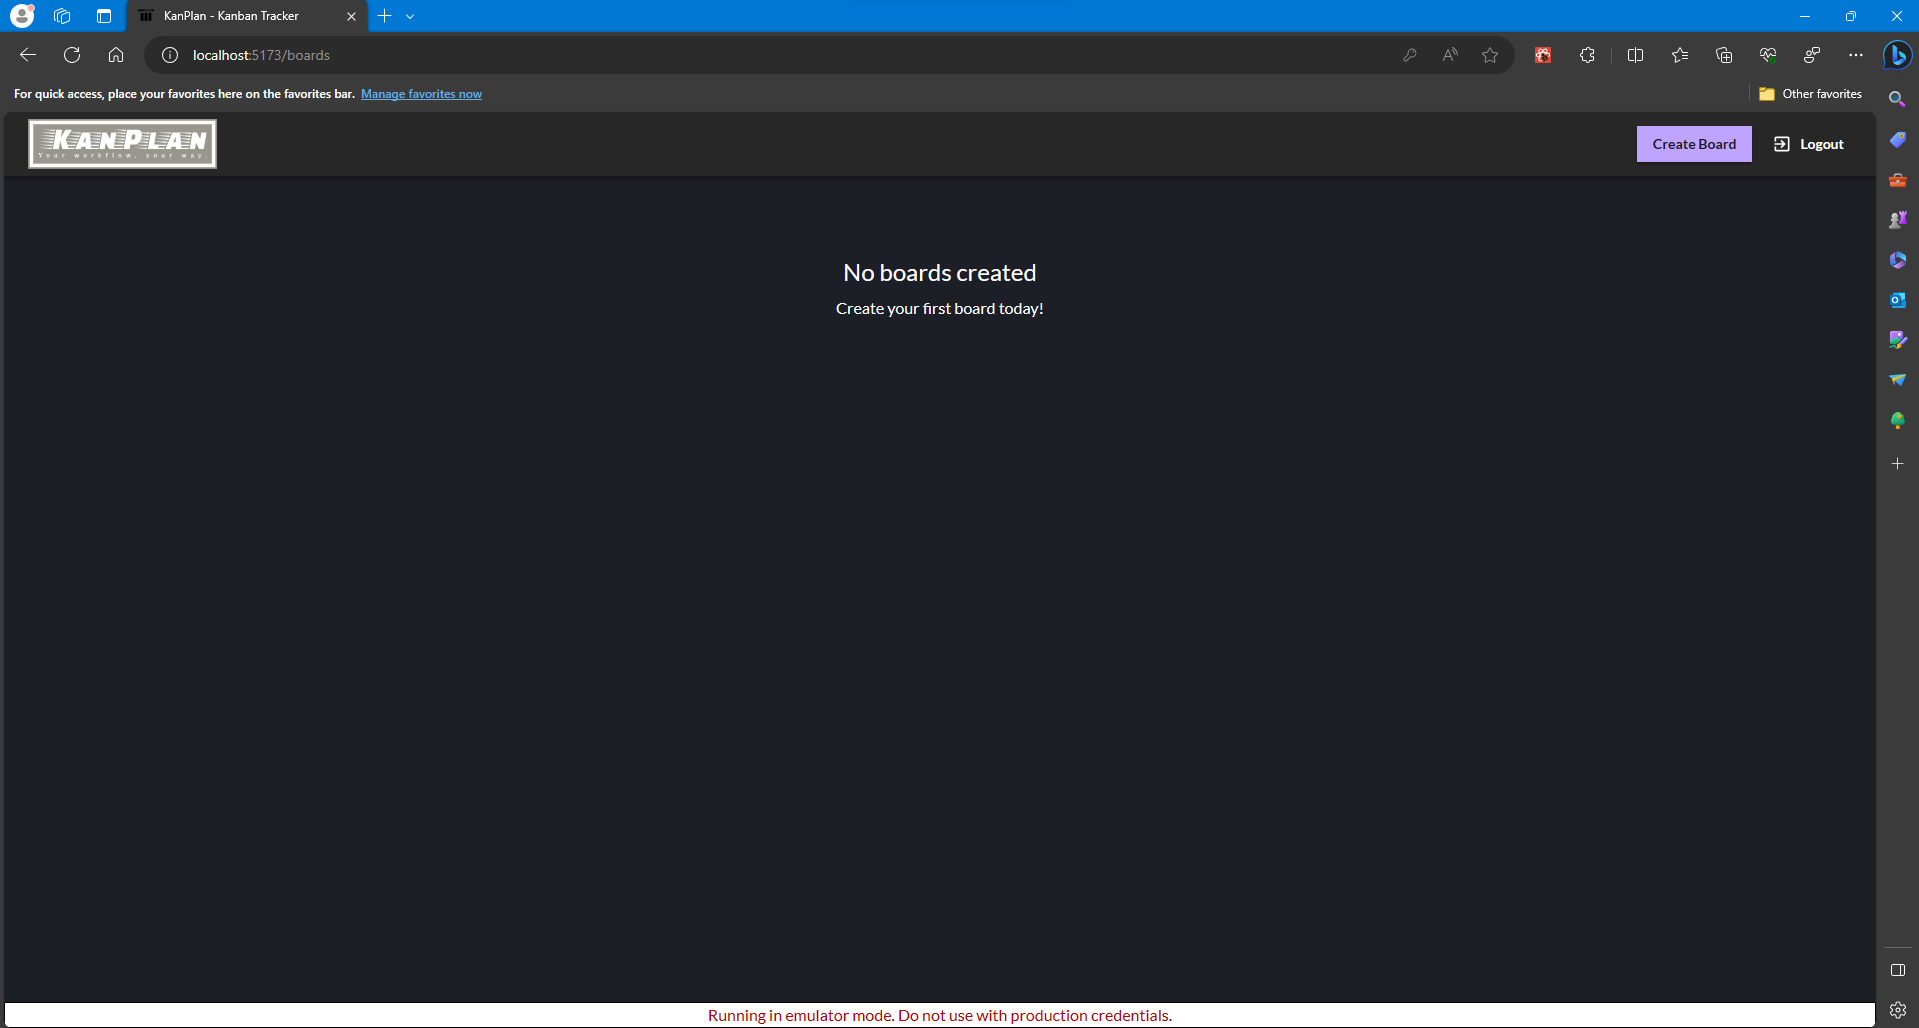 KanPlan - Kanban Tracker
localhost:5173/boards
For quick access, place your favorites here on the favorites bar. Manage favorites now
Other favorites
KANPLAN
Your workflow, your way.
Create Board
Logout
No boards created
Create your first board today!
Running in emulator mode. Do not use with production credentials.